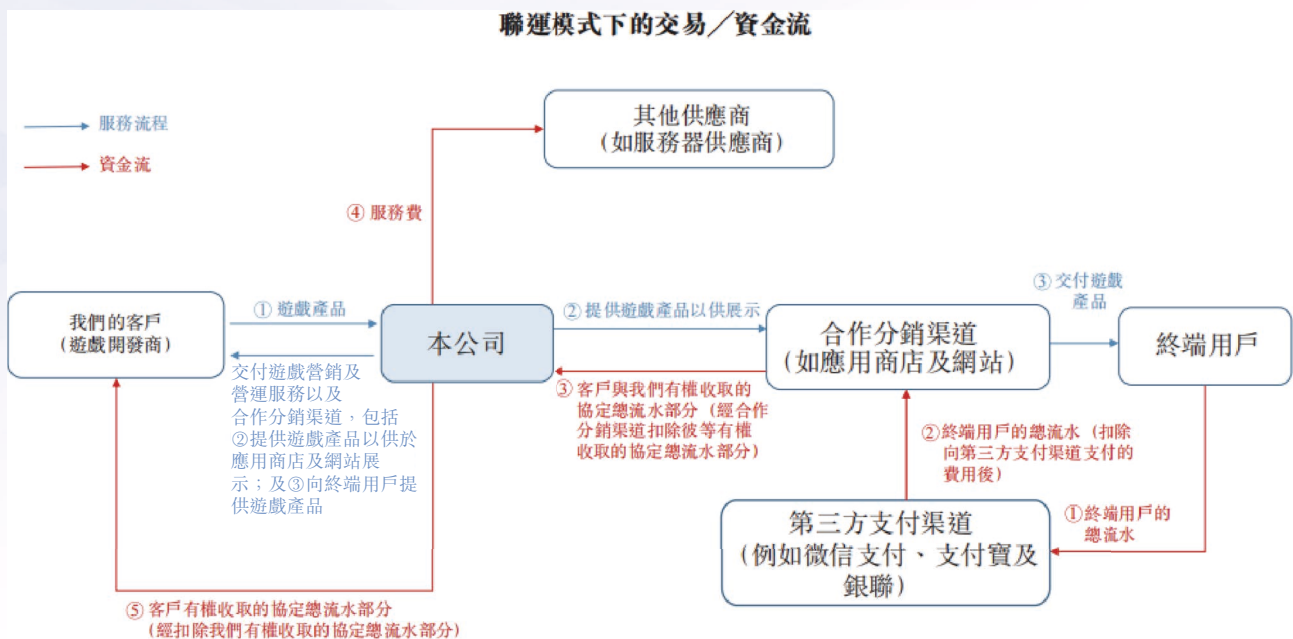 聯運模式下的交易／資金流
服務流程
資金流
其他供應商
(如服務器供應商)
④ 服務費
我們的客戶
(遊戲開發商)
① 遊戲產品
本公司
② 提供遊戲產品以供展示
合作分銷渠道
(如應用商店及網站)
③ 交付遊戲
產品
終端用戶
交付遊戲營銷及
營運服務以及
合作分銷渠道，包括
②提供遊戲產品以供於
應用商店及網站展
示；及③向終端用戶提
供遊戲產品
③ 客戶與我們有權收取的
協定總流水部分（經合作
分銷渠道扣除彼等有權
收取的協定總流水部分）
②終端用戶的總流水（扣除
向第三方支付渠道支付的
費用後）
第三方支付渠道
(例如微信支付、支付寶及
銀聯)
①終端用戶的
總流水
⑤ 客戶有權收取的協定總流水部分
(經扣除我們有權收取的協定總流水部分)